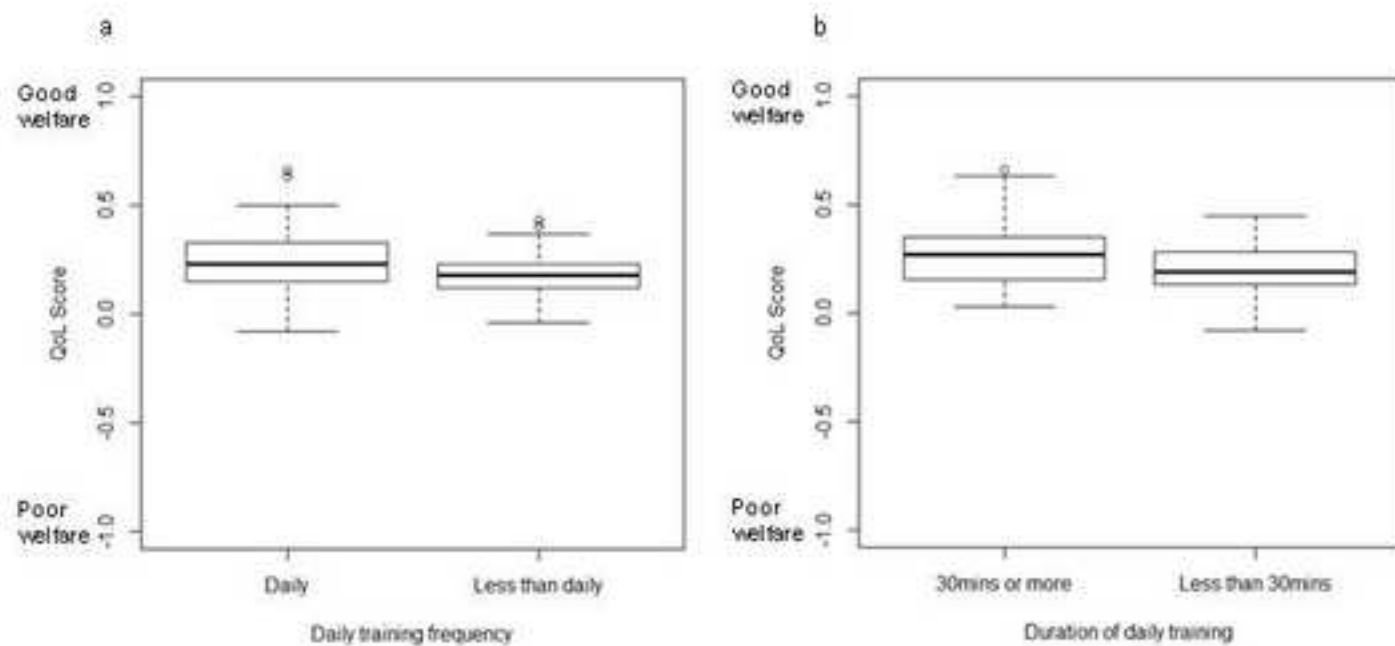 a
Good
welfare
1.0
0.5
0.0
-0.5
-1.0
QoL Score
Poor
welfare
Daily
Less than daily
Daily training frequency
b
Good
welfare
1.0
0.5
0.0
-0.5
-1.0
QoL Score
Poor
welfare
30mins or more
Less than 30mins
Duration of daily training